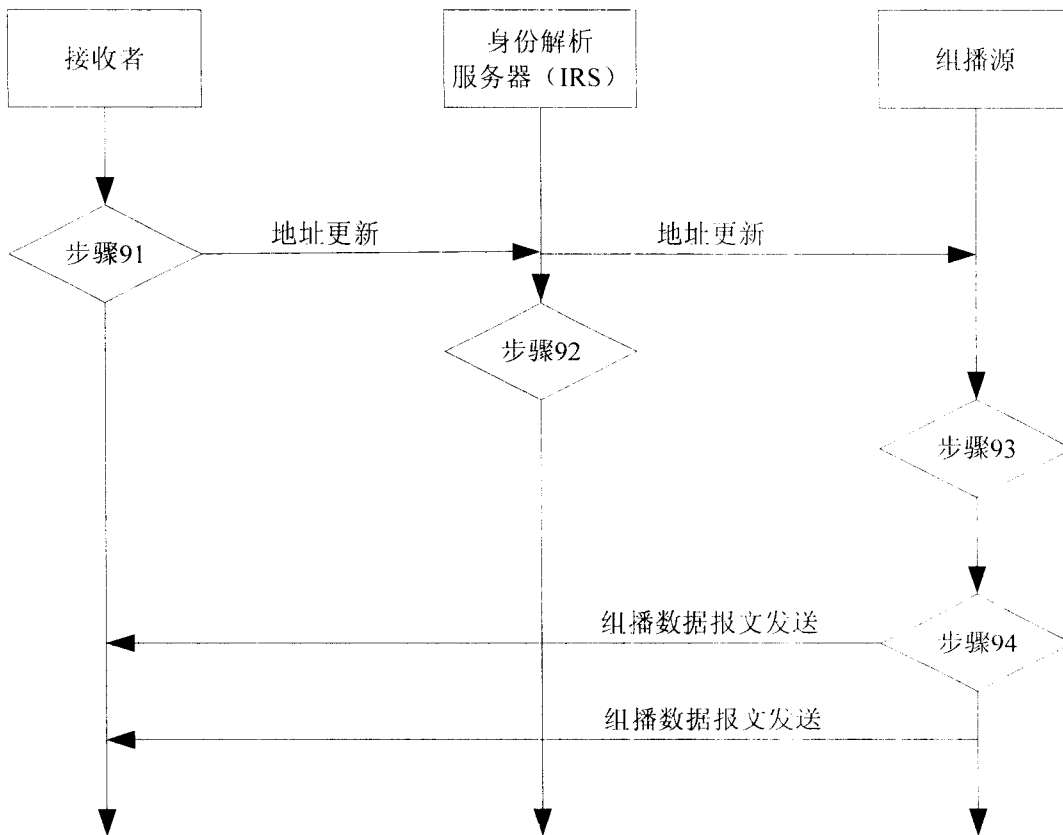 接收者
身份解析
服务器（IRS）
组播源
步骤91
地址更新
地址更新
步骤92
步骤93
组播数据报文发送
步骤94
组播数据报文发送